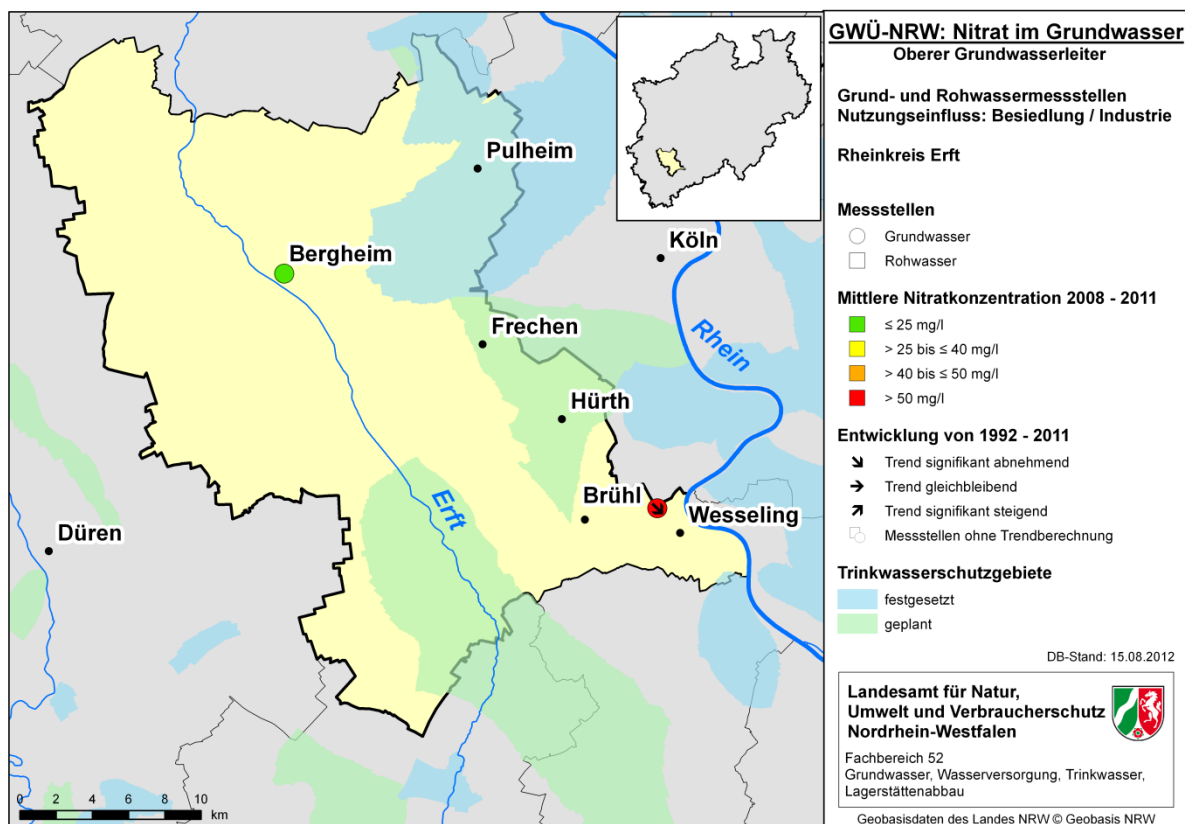 Pulheim
Köln
Bergheim
Frechen
Rhein
Hürth
Erft
Brühl
Wesseling
Düren
0 2 4 6 8 10
km
GWÜ-NRW: Nitrat im Grundwasser
Oberer Grundwasserleiter
Grund- und Rohwassermessstellen
Nutzungseinfluss: Besiedlung / Industrie
Rheinkreis Erft
Messstellen
Grundwasser
Rohwasser
Mittlere Nitratkonzentration 2008 - 2011
≤ 25 mg/l
> 25 bis ≤ 40 mg/l
> 40 bis ≤ 50 mg/l
> 50 mg/l
Entwicklung von 1992 - 2011
Trend signifikant abnehmend
Trend gleichbleibend
Trend signifikant steigend
Messstellen ohne Trendberechnung
Trinkwasserschutzgebiete
festgesetzt
geplant
DB-Stand: 15.08.2012
Landesamt für Natur,
Umwelt und Verbraucherschutz
Nordrhein-Westfalen
Fachbereich 52
Grundwasser, Wasserversorgung, Trinkwasser,
Lagerstättenabbau
Geobasisdaten des Landes NRW © Geobasis NRW